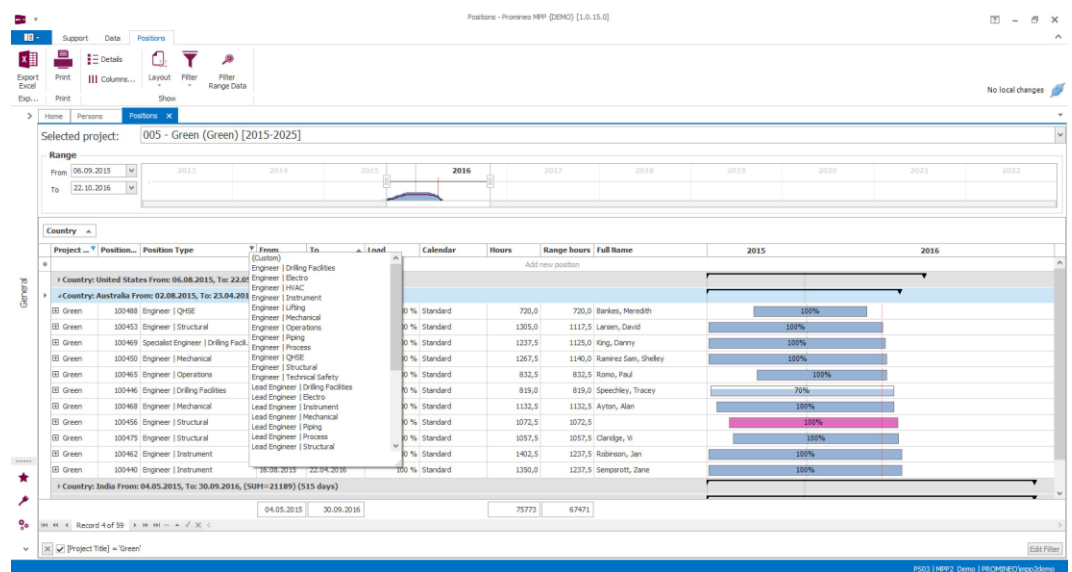 Positions - Promineo MPP (DEMO) [1.0.15.0]
Support Data Positions
Export Excel Print Details Columns... Layout Filter Filter Range Data
Exp... Print Show
No local changes
Home Persons Positions
Selected project: 005 - Green (Green) [2015-2025]
Range
From 06.09.2015
To 22.10.2016
2013 2014 2015 2016 2017 2018 2019 2020 2021 2022
Country
Project ... Position... Position Type From To Load Calendar Hours Range hours Full Name 2015 2016
Add new position
Country: United States From: 06.08.2015, To: 22.05
Country: Australia From: 02.08.2015, To: 23.04.201
Green 100488 Engineer | QHSE 0 % Standard 720,0 720,0 Bankes, Meredith 100%
Green 100453 Engineer | Structural 0 % Standard 1305,0 1117,5 Larsen, David 100%
Green 100469 Specialist Engineer | Drilling Facili... 0 % Standard 1237,5 1125,0 King, Danny 100%
Green 100450 Engineer | Mechanical 0 % Standard 1267,5 1140,0 Ramirez Sam, Shelley 100%
Green 100465 Engineer | Operations 0 % Standard 832,5 832,5 Romo, Paul 100%
Green 100446 Engineer | Drilling Facilities 0 % Standard 819,0 819,0 Speechley, Tracey 70%
Green 100468 Engineer | Mechanical 0 % Standard 1132,5 1132,5 Ayton, Alan 100%
Green 100456 Engineer | Structural 0 % Standard 1072,5 1072,5 100%
Green 100475 Engineer | Structural 0 % Standard 1057,5 1057,5 Claridge, Vi 100%
Green 100462 Engineer | Instrument 0 % Standard 1402,5 1237,5 Robinson, Jan 100%
Green 100440 Engineer | Instrument 16.08.2015 22.04.2016 100 % Standard 1350,0 1237,5 Semprott, Zane 100%
Country: India From: 04.05.2015, To: 30.09.2016, (SUM=21189) (515 days)
(Custom)
Engineer | Drilling Facilities
Engineer | Electro
Engineer | HVAC
Engineer | Instrument
Engineer | Lifting
Engineer | Mechanical
Engineer | Operations
Engineer | Piping
Engineer | Process
Engineer | QHSE
Engineer | Structural
Engineer | Technical Safety
Lead Engineer | Drilling Facilities
Lead Engineer | Electro
Lead Engineer | Instrument
Lead Engineer | Mechanical
Lead Engineer | Piping
Lead Engineer | Process
Lead Engineer | Structural
04.05.2015 30.09.2016 75773 67471
Record 4 of 59
[Project Title] = 'Green'
Edit Filter
General
PS03 | MPP2_Demo | PROMINEO\mpp2demo